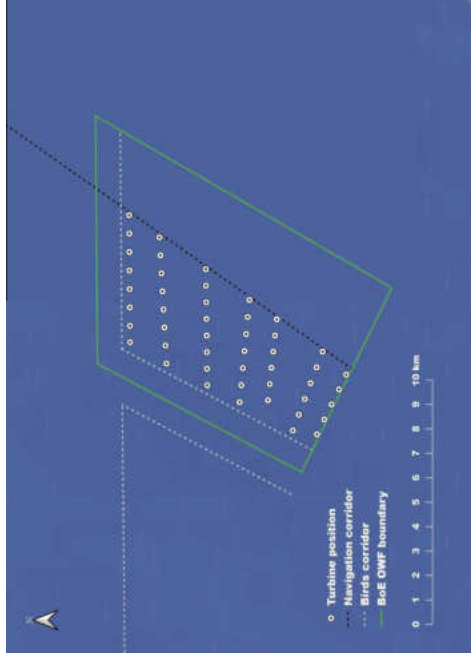 N
Turbine position
Navigation corridor
Birds corridor
BoE OWF boundary
0 1 2 3 4 5 6 7 8 9 10 km